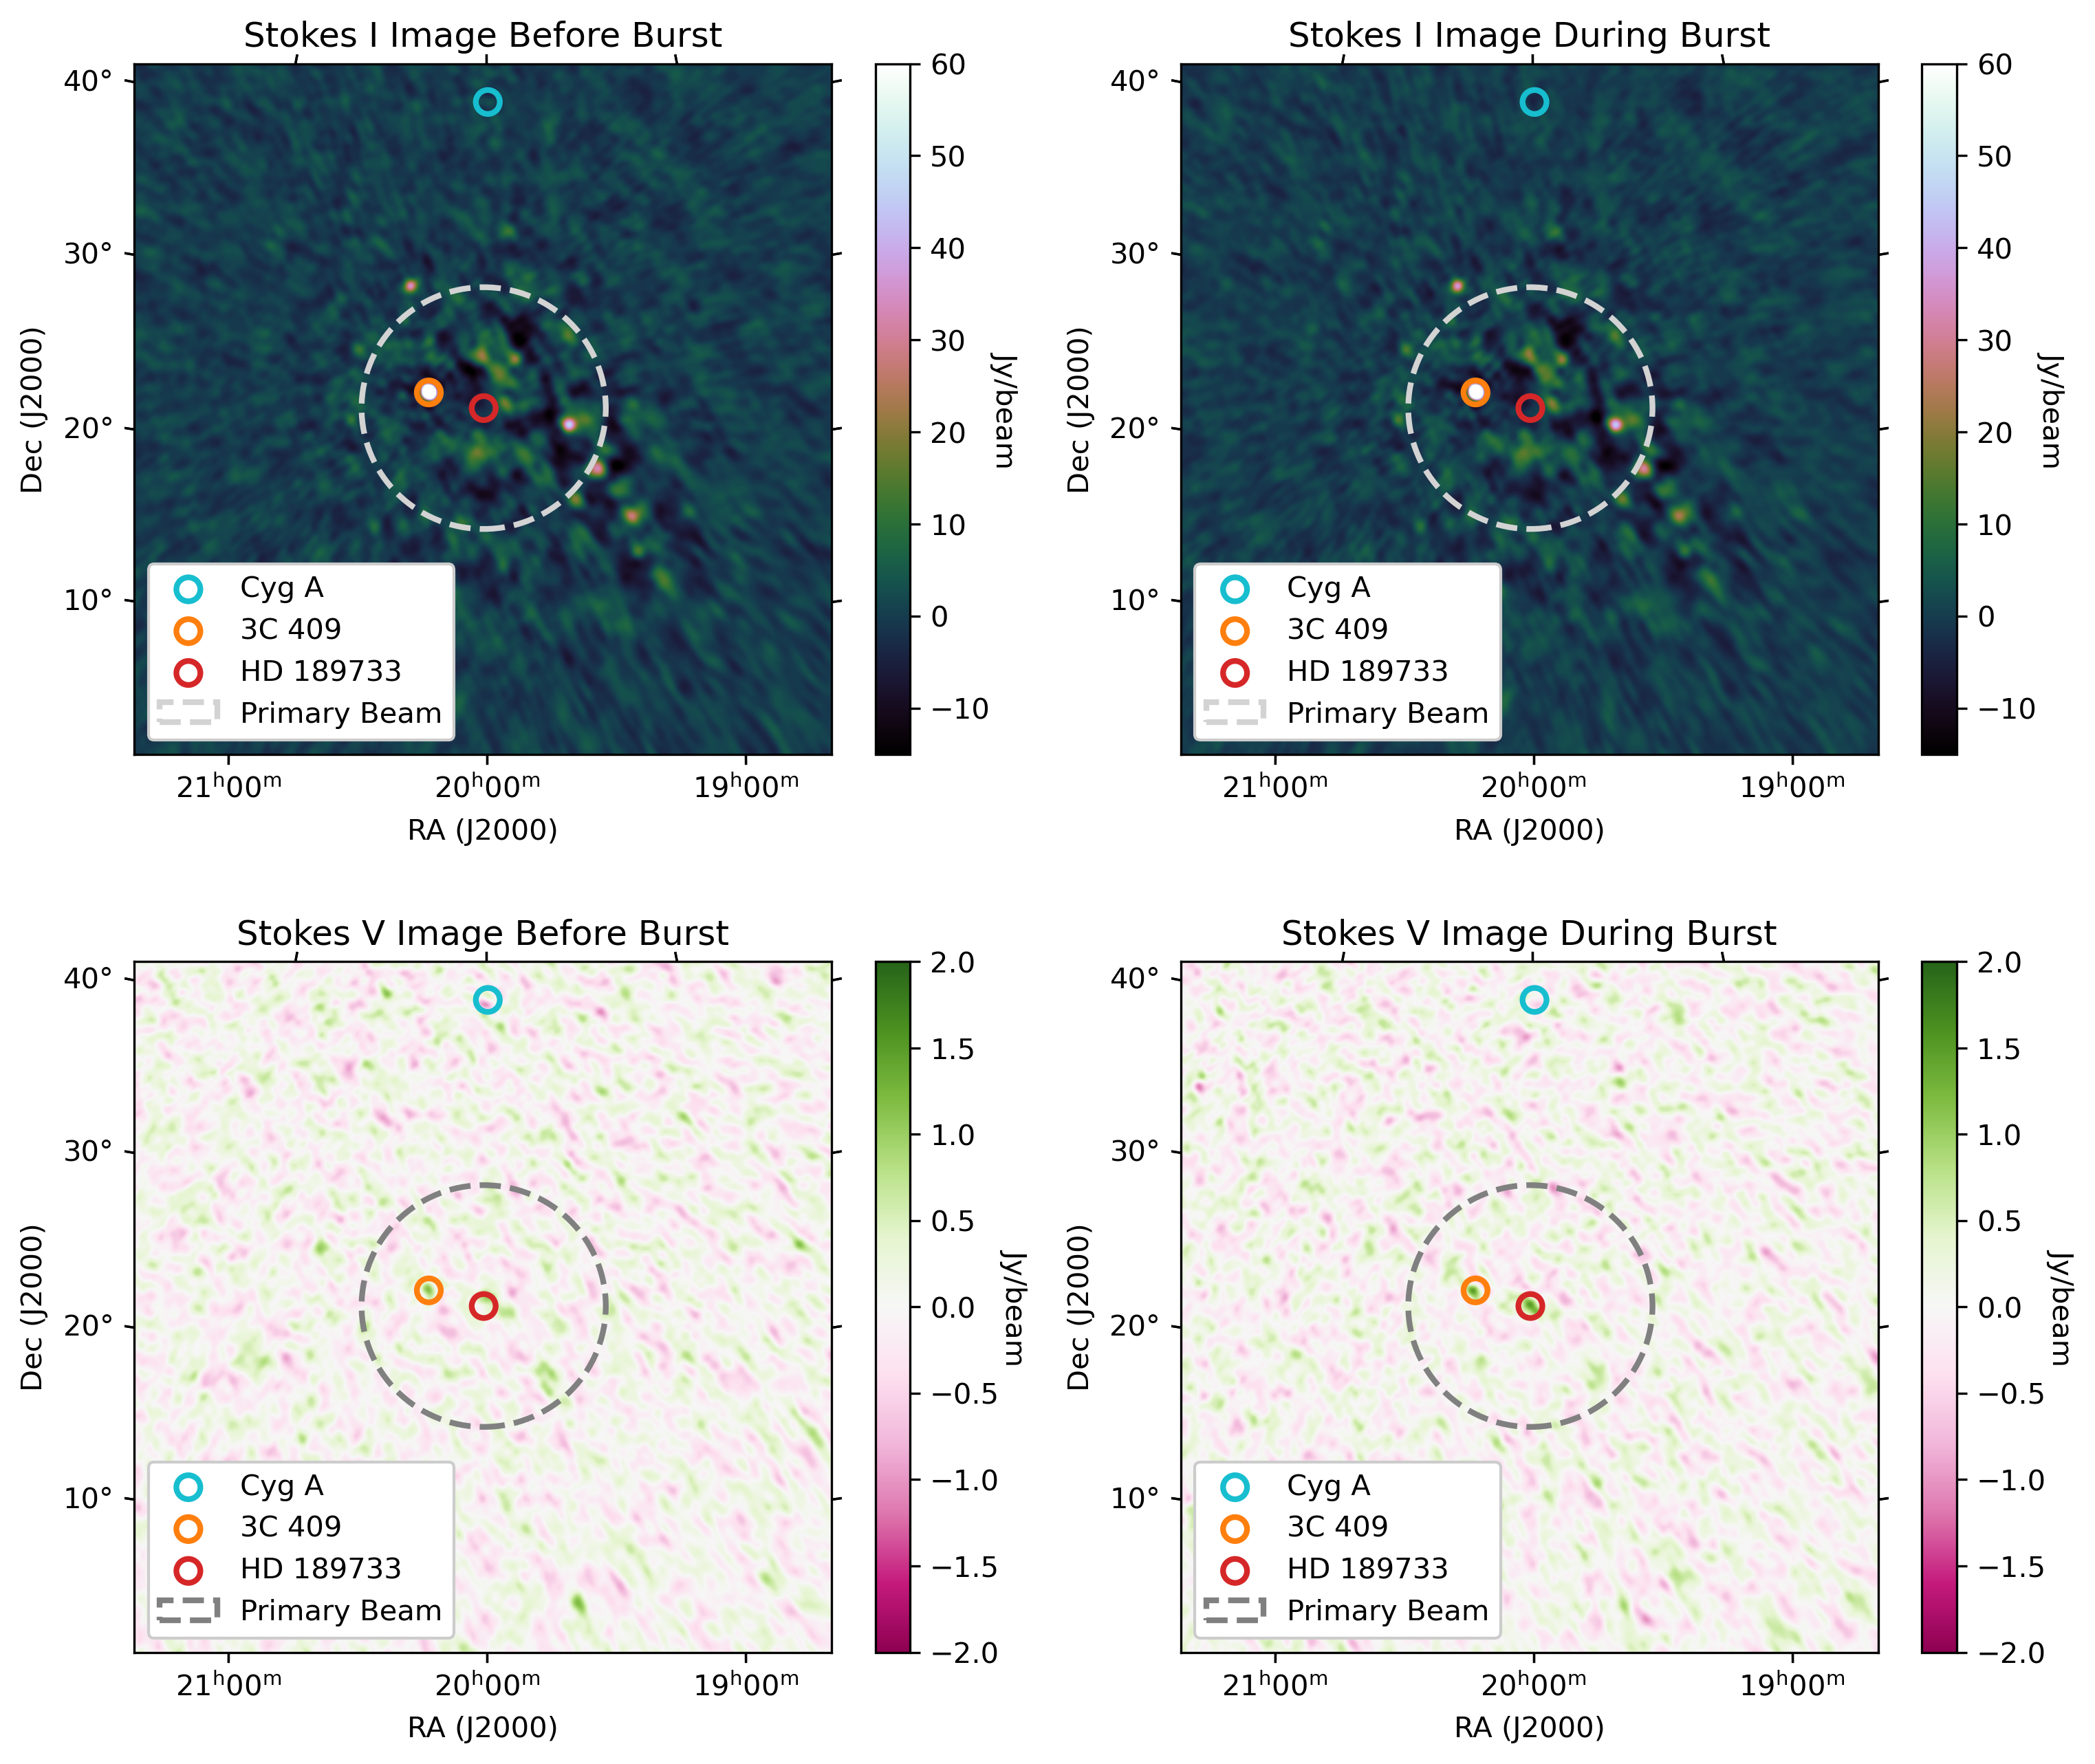 Stokes I Image Before Burst
40°
30°
20°
10°
Dec (J2000)
21ʰ00ᵐ
20ʰ00ᵐ
19ʰ00ᵐ
RA (J2000)
Cyg A
3C 409
HD 189733
Primary Beam
60
50
40
30
20
10
0
−10
Jy/beam
Stokes I Image During Burst
40°
30°
20°
10°
Dec (J2000)
21ʰ00ᵐ
20ʰ00ᵐ
19ʰ00ᵐ
RA (J2000)
Cyg A
3C 409
HD 189733
Primary Beam
60
50
40
30
20
10
0
−10
Jy/beam
Stokes V Image Before Burst
40°
30°
20°
10°
Dec (J2000)
21ʰ00ᵐ
20ʰ00ᵐ
19ʰ00ᵐ
RA (J2000)
Cyg A
3C 409
HD 189733
Primary Beam
2.0
1.5
1.0
0.5
0.0
−0.5
−1.0
−1.5
−2.0
Jy/beam
Stokes V Image During Burst
40°
30°
20°
10°
Dec (J2000)
21ʰ00ᵐ
20ʰ00ᵐ
19ʰ00ᵐ
RA (J2000)
Cyg A
3C 409
HD 189733
Primary Beam
2.0
1.5
1.0
0.5
0.0
−0.5
−1.0
−1.5
−2.0
Jy/beam